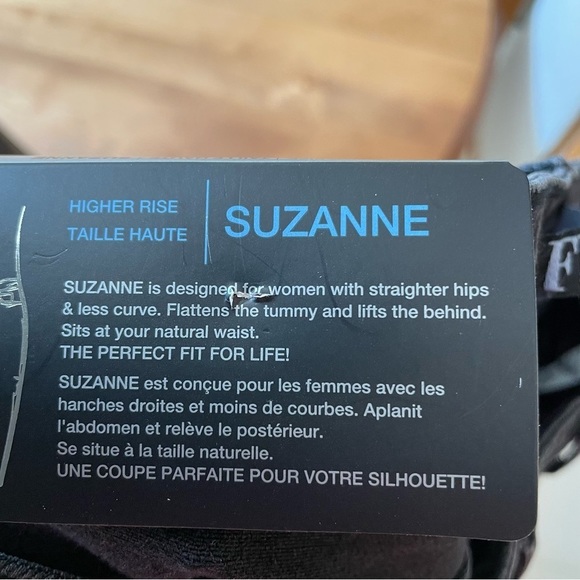 HIGHER RISE
TAILLE HAUTE
SUZANNE
SUZANNE is designed for women with straighter hips
& less curve. Flattens the tummy and lifts the behind.
Sits at your natural waist.
THE PERFECT FIT FOR LIFE!
SUZANNE est conçue pour les femmes avec les
hanches droites et moins de courbes. Aplanit
l'abdomen et relève le postérieur.
Se situe à la taille naturelle.
UNE COUPE PARFAITE POUR VOTRE SILHOUETTE!
F